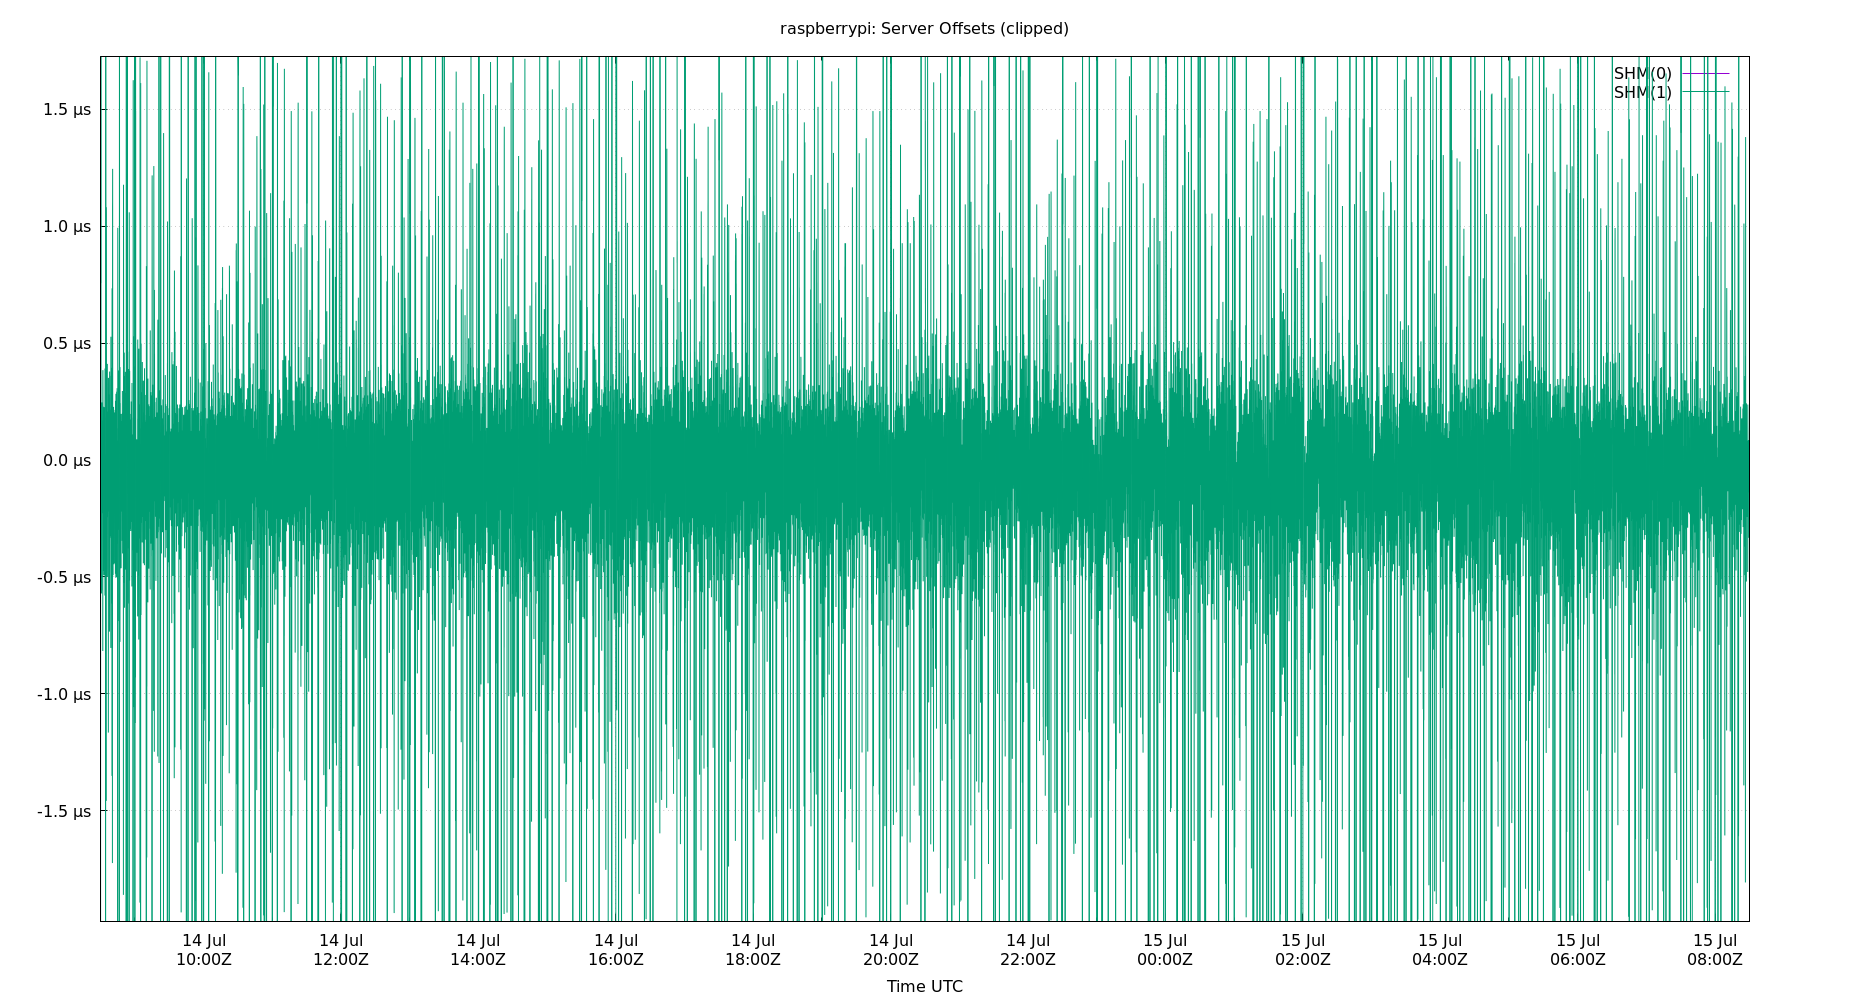 raspberrypi: Server Offsets (clipped)
SHM(0)
SHM(1)
1.5 µs
1.0 µs
0.5 µs
0.0 µs
-0.5 µs
-1.0 µs
-1.5 µs
14 Jul 14 Jul 14 Jul 14 Jul 14 Jul 14 Jul 14 Jul 15 Jul 15 Jul 15 Jul 15 Jul 15 Jul
10:00Z 12:00Z 14:00Z 16:00Z 18:00Z 20:00Z 22:00Z 00:00Z 02:00Z 04:00Z 06:00Z 08:00Z
Time UTC